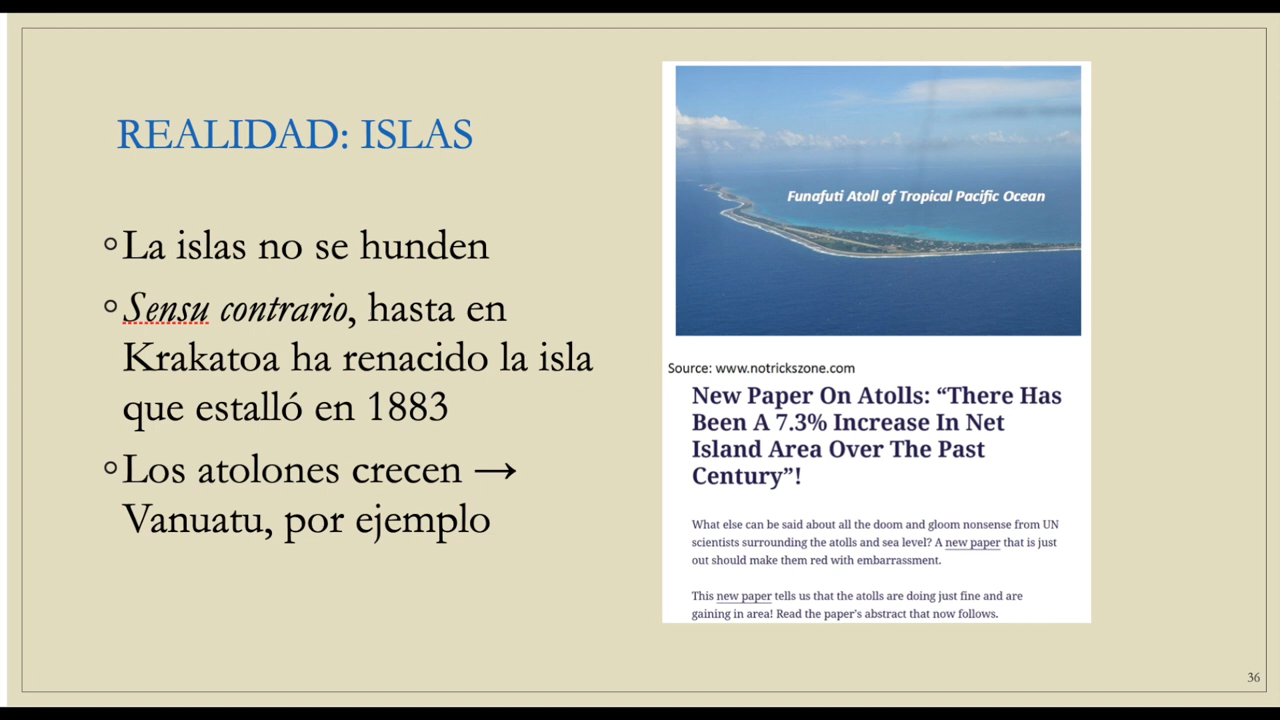 REALIDAD: ISLAS
La islas no se hunden
Sensu contrario, hasta en
Krakatoa ha renacido la isla
que estalló en 1883
Los atolones crecen →
Vanuatu, por ejemplo
Funafuti Atoll of Tropical Pacific Ocean
Source: www.notrickszone.com
New Paper On Atolls: “There Has
Been A 7.3% Increase In Net
Island Area Over The Past
Century”!
What else can be said about all the doom and gloom nonsense from UN
scientists surrounding the atolls and sea level? A new paper that is just
out should make them red with embarrassment.
This new paper tells us that the atolls are doing just fine and are
gaining in area! Read the paper’s abstract that now follows.
36